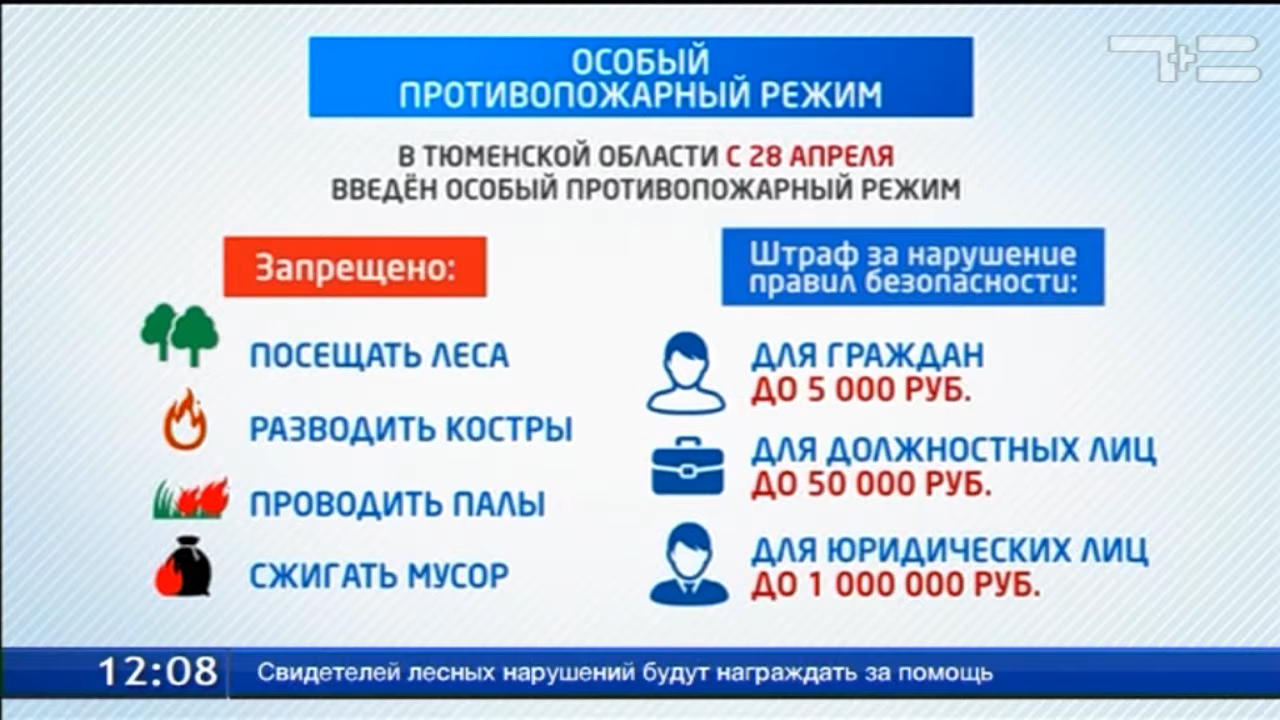 ОСОБЫЙ
ПРОТИВОПОЖАРНЫЙ РЕЖИМ
В ТЮМЕНСКОЙ ОБЛАСТИ С 28 АПРЕЛЯ
ВВЕДЁН ОСОБЫЙ ПРОТИВОПОЖАРНЫЙ РЕЖИМ
Запрещено:
ПОСЕЩАТЬ ЛЕСА
РАЗВОДИТЬ КОСТРЫ
ПРОВОДИТЬ ПАЛЫ
СЖИГАТЬ МУСОР
Штраф за нарушение
правил безопасности:
ДЛЯ ГРАЖДАН
ДО 5 000 РУБ.
ДЛЯ ДОЛЖНОСТНЫХ ЛИЦ
ДО 50 000 РУБ.
ДЛЯ ЮРИДИЧЕСКИХ ЛИЦ
ДО 1 000 000 РУБ.
12:08 Свидетелей лесных нарушений будут награждать за помощь